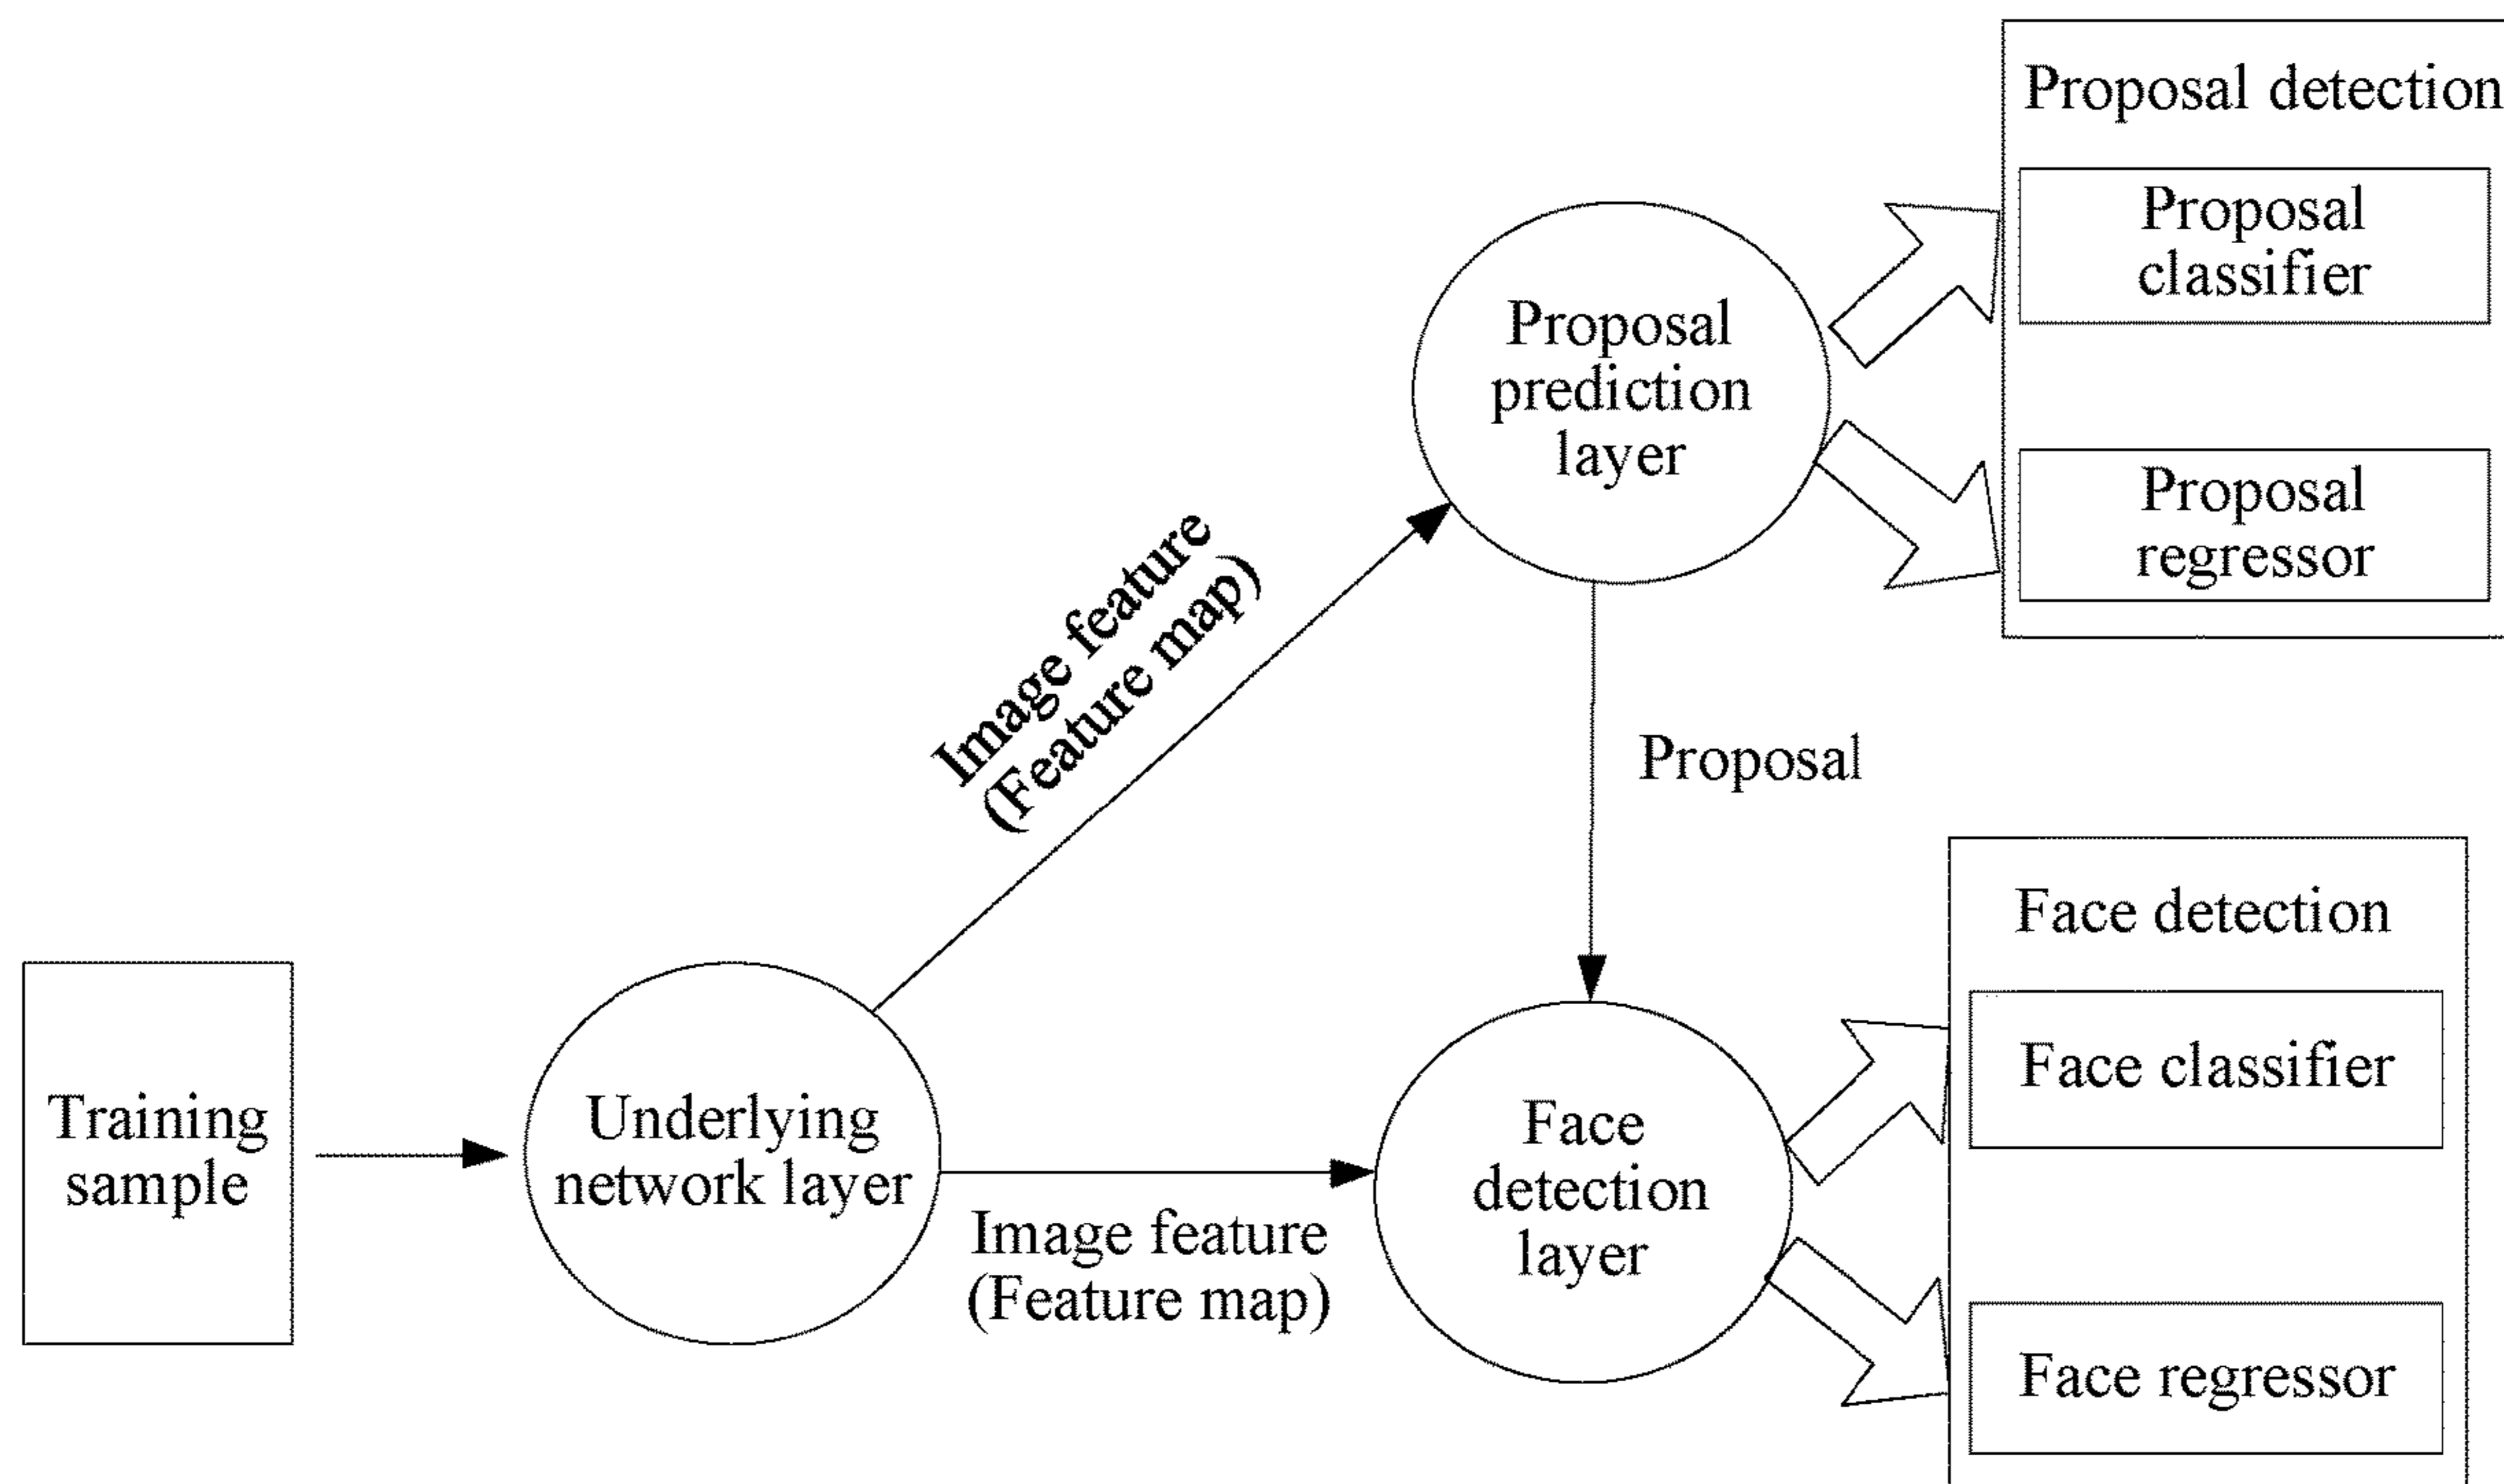 Proposal detection
Proposal
classifier
Proposal
prediction
layer
Proposal
regressor
Image feature
(Feature map)
Proposal
Face detection
Face classifier
Training
sample
Underlying
network layer
Face
detection
layer
Image feature
(Feature map)
Face regressor